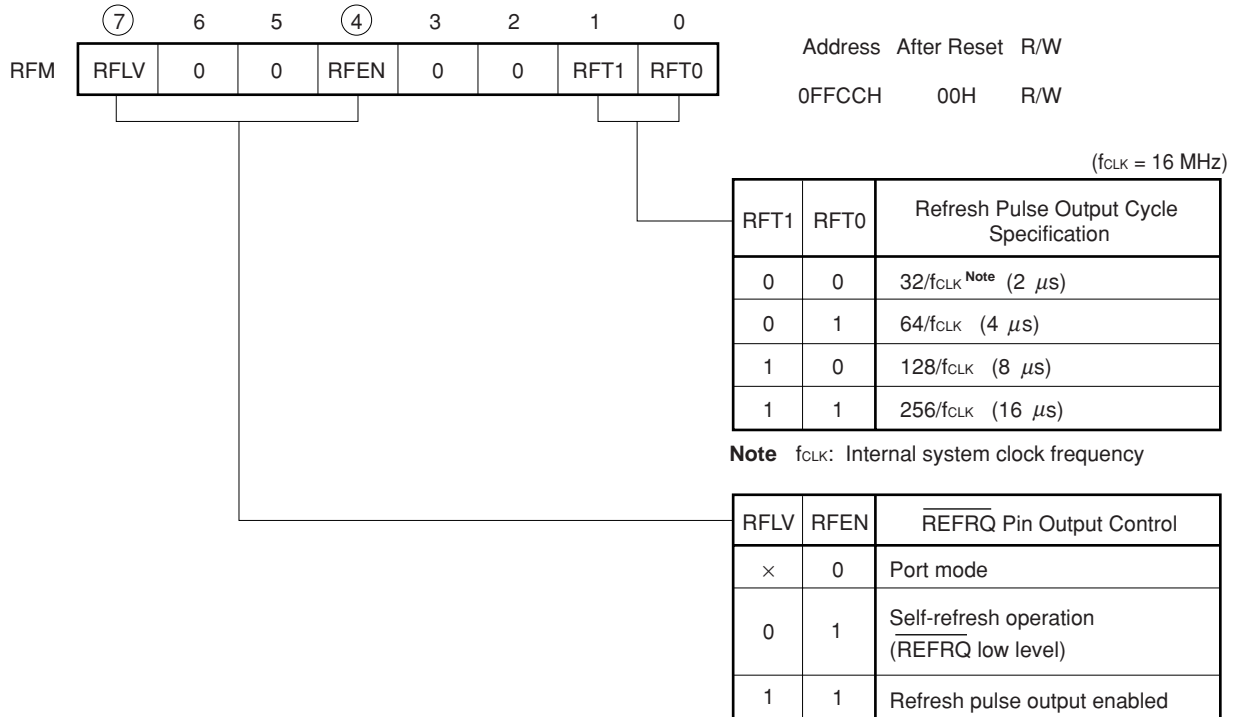 ⑦ 6 5 ④ 3 2 1 0
RFM RFLV 0 0 RFEN 0 0 RFT1 RFT0
Address After Reset R/W
0FFCCH 00H R/W
(fCLK = 16 MHz)
RFT1 RFT0 Refresh Pulse Output Cycle
Specification
0 0 32/fCLK Note (2 μs)
0 1 64/fCLK (4 μs)
1 0 128/fCLK (8 μs)
1 1 256/fCLK (16 μs)
Note fCLK: Internal system clock frequency
RFLV RFEN R̅E̅F̅R̅Q̅ Pin Output Control
× 0 Port mode
0 1 Self-refresh operation
(R̅E̅F̅R̅Q̅ low level)
1 1 Refresh pulse output enabled